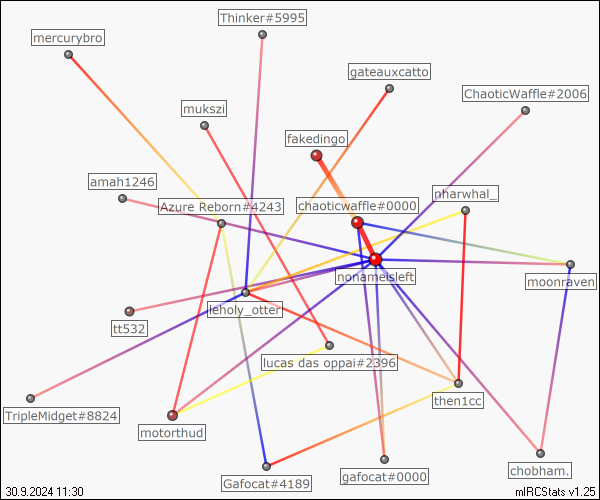 Thinker#5995
mercurybro
gateauxcatto
ChaoticWaffle#2006
mukszi
fakedingo
amah1246
nharwhal_
Azure Reborn#4243
chaoticwaffle#0000
nonameisleft
moonraven
leholy_otter
tt532
lucas das oppai#2396
then1cc
TripleMidget#8824
motorthud
chobham.
gafocat#0000
Gafocat#4189
30.9.2024 11:30
mIRCStats v1.25